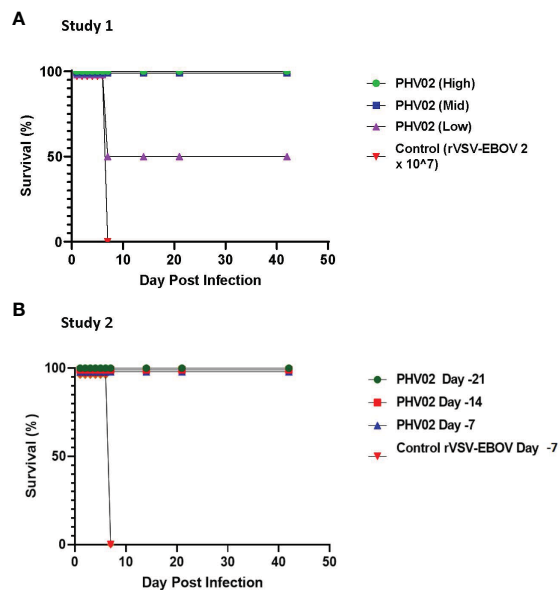 A
Study 1
100
50
0
Survival (%)
0 10 20 30 40 50
Day Post Infection
PHV02 (High)
PHV02 (Mid)
PHV02 (Low)
Control (rVSV-EBOV 2
x 10^7)
B
Study 2
100
50
0
Survival (%)
0 10 20 30 40 50
Day Post Infection
PHV02 Day -21
PHV02 Day -14
PHV02 Day -7
Control rVSV-EBOV Day -7